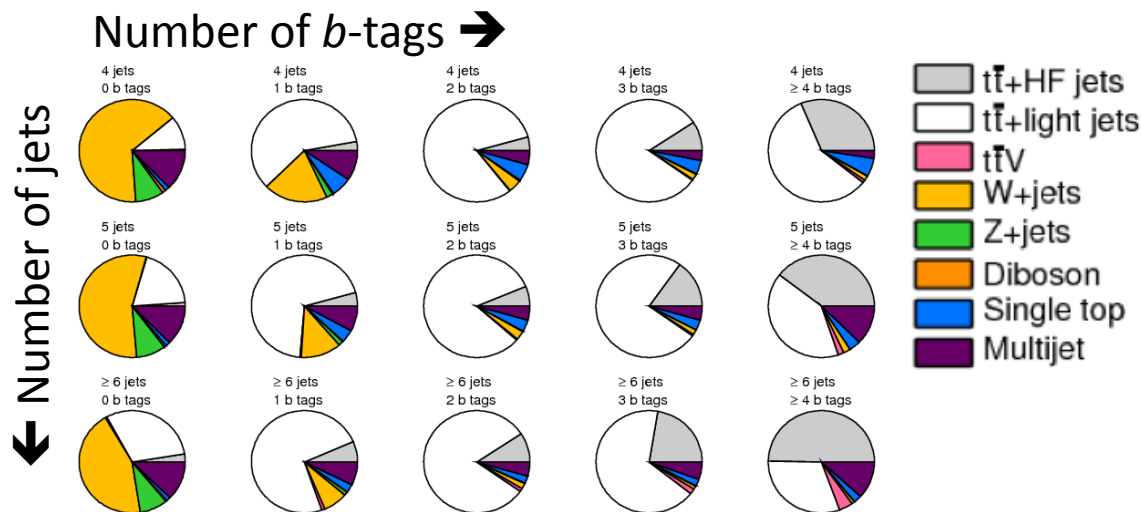 Number of b-tags →
← Number of jets
4 jets
0 b tags
4 jets
1 b tags
4 jets
2 b tags
4 jets
3 b tags
4 jets
≥ 4 b tags
5 jets
0 b tags
5 jets
1 b tags
5 jets
2 b tags
5 jets
3 b tags
5 jets
≥ 4 b tags
≥ 6 jets
0 b tags
≥ 6 jets
1 b tags
≥ 6 jets
2 b tags
≥ 6 jets
3 b tags
≥ 6 jets
≥ 4 b tags
tt̄+HF jets
tt̄+light jets
tt̄V
W+jets
Z+jets
Diboson
Single top
Multijet